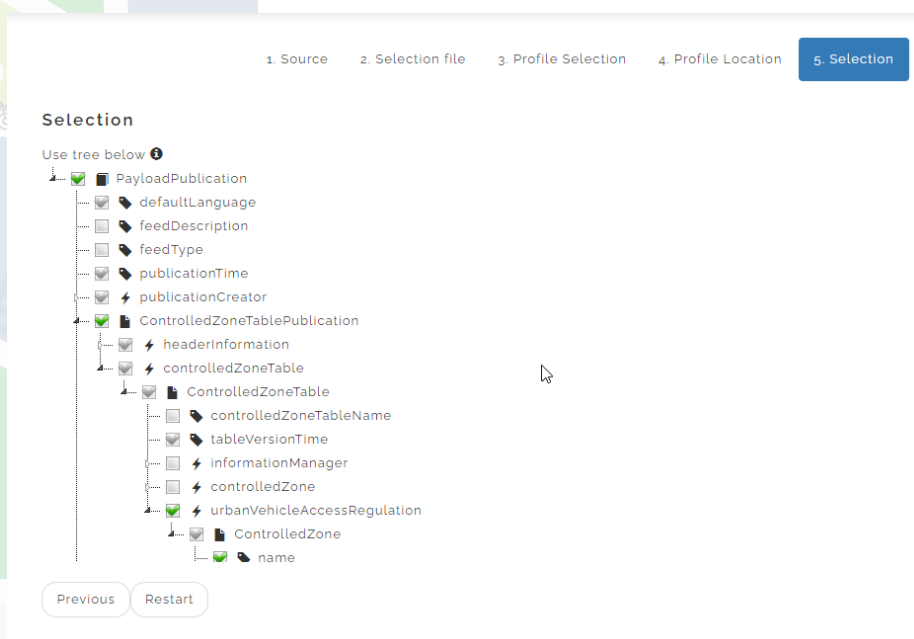 1. Source 2. Selection file 3. Profile Selection 4. Profile Location 5. Selection
Selection
Use tree below
PayloadPublication
defaultLanguage
feedDescription
feedType
publicationTime
publicationCreator
ControlledZoneTablePublication
headerInformation
controlledZoneTable
ControlledZoneTable
controlledZoneTableName
tableVersionTime
informationManager
controlledZone
urbanVehicleAccessRegulation
ControlledZone
name
Previous Restart